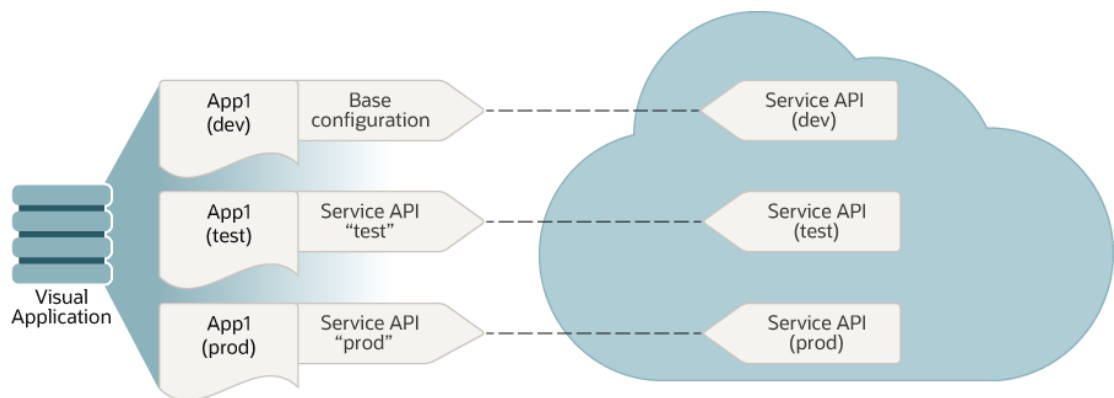 App1
(dev)
Base
configuration
Service API
(dev)
App1
(test)
Service API
“test”
Service API
(test)
Visual
Application
App1
(prod)
Service API
“prod”
Service API
(prod)